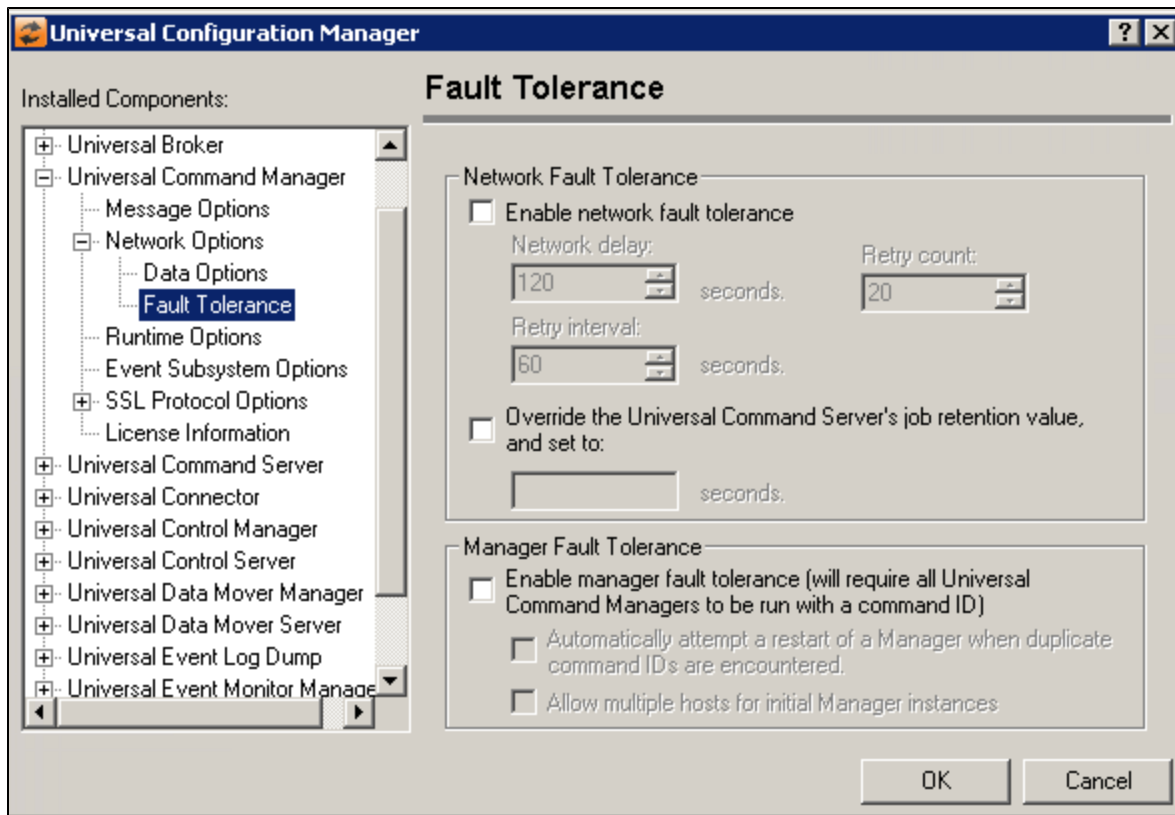 Universal Configuration Manager
Installed Components:
Universal Broker
Universal Command Manager
Message Options
Network Options
Data Options
Fault Tolerance
Runtime Options
Event Subsystem Options
SSL Protocol Options
License Information
Universal Command Server
Universal Connector
Universal Control Manager
Universal Control Server
Universal Data Mover Manager
Universal Data Mover Server
Universal Event Log Dump
Universal Event Monitor Manage
Fault Tolerance
Network Fault Tolerance
Enable network fault tolerance
Network delay:
120
seconds.
Retry count:
20
Retry interval:
60
seconds.
Override the Universal Command Server's job retention value,
and set to:
seconds.
Manager Fault Tolerance
Enable manager fault tolerance (will require all Universal
Command Managers to be run with a command ID)
Automatically attempt a restart of a Manager when duplicate
command IDs are encountered.
Allow multiple hosts for initial Manager instances
OK
Cancel